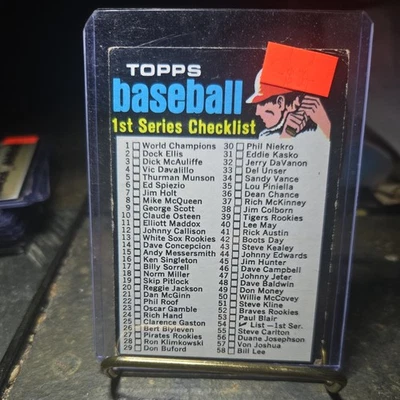 TOPPS
baseball
1st Series Checklist
1 World Champions
2 Dock Ellis
3 Dick McAuliffe
4 Vic Davalillo
5 Thurman Munson
6 Ed Spiezio
7 Jim Holt
8 Mike McQueen
9 George Scott
10 Claude Osteen
11 Elliott Maddox
12 Johnny Callison
13 White Sox Rookies
14 Dave Concepcion
15 Andy Messersmith
16 Ken Singleton
17 Billy Sorrell
18 Norm Miller
19 Skip Pitlock
20 Reggie Jackson
21 Dan McGinn
22 Phil Roof
23 Oscar Gamble
24 Rich Hand
25 Clarence Gaston
26 Bert Blyleven
27 Pirates Rookies
28 Ron Klimkowski
29 Don Buford
30 Phil Niekro
31 Eddie Kasko
32 Jerry DaVanon
33 Del Unser
34 Sandy Vance
35 Lou Piniella
36 Dean Chance
37 Rich McKinney
38 Jim Colborn
39 Tigers Rookies
40 Lee May
41 Rick Austin
42 Boots Day
43 Steve Kealey
44 Johnny Edwards
45 Jim Hunter
46 Dave Campbell
47 Johnny Jeter
48 Dave Baldwin
49 Don Money
50 Willie McCovey
51 Steve Kline
52 Braves Rookies
53 Paul Blair
54 List—1st Ser.
55 Steve Carlton
56 Duane Josephson
57 Von Joshua
58 Bill Lee